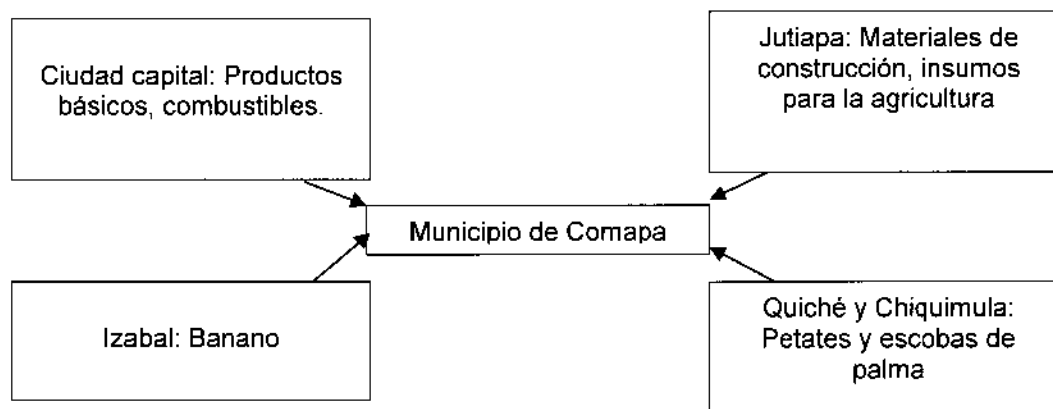 Ciudad capital: Productos
básicos, combustibles.
Jutiapa: Materiales de
construcción, insumos
para la agricultura
Municipio de Comapa
Izabal: Banano
Quiché y Chiquimula:
Petates y escobas de
palma